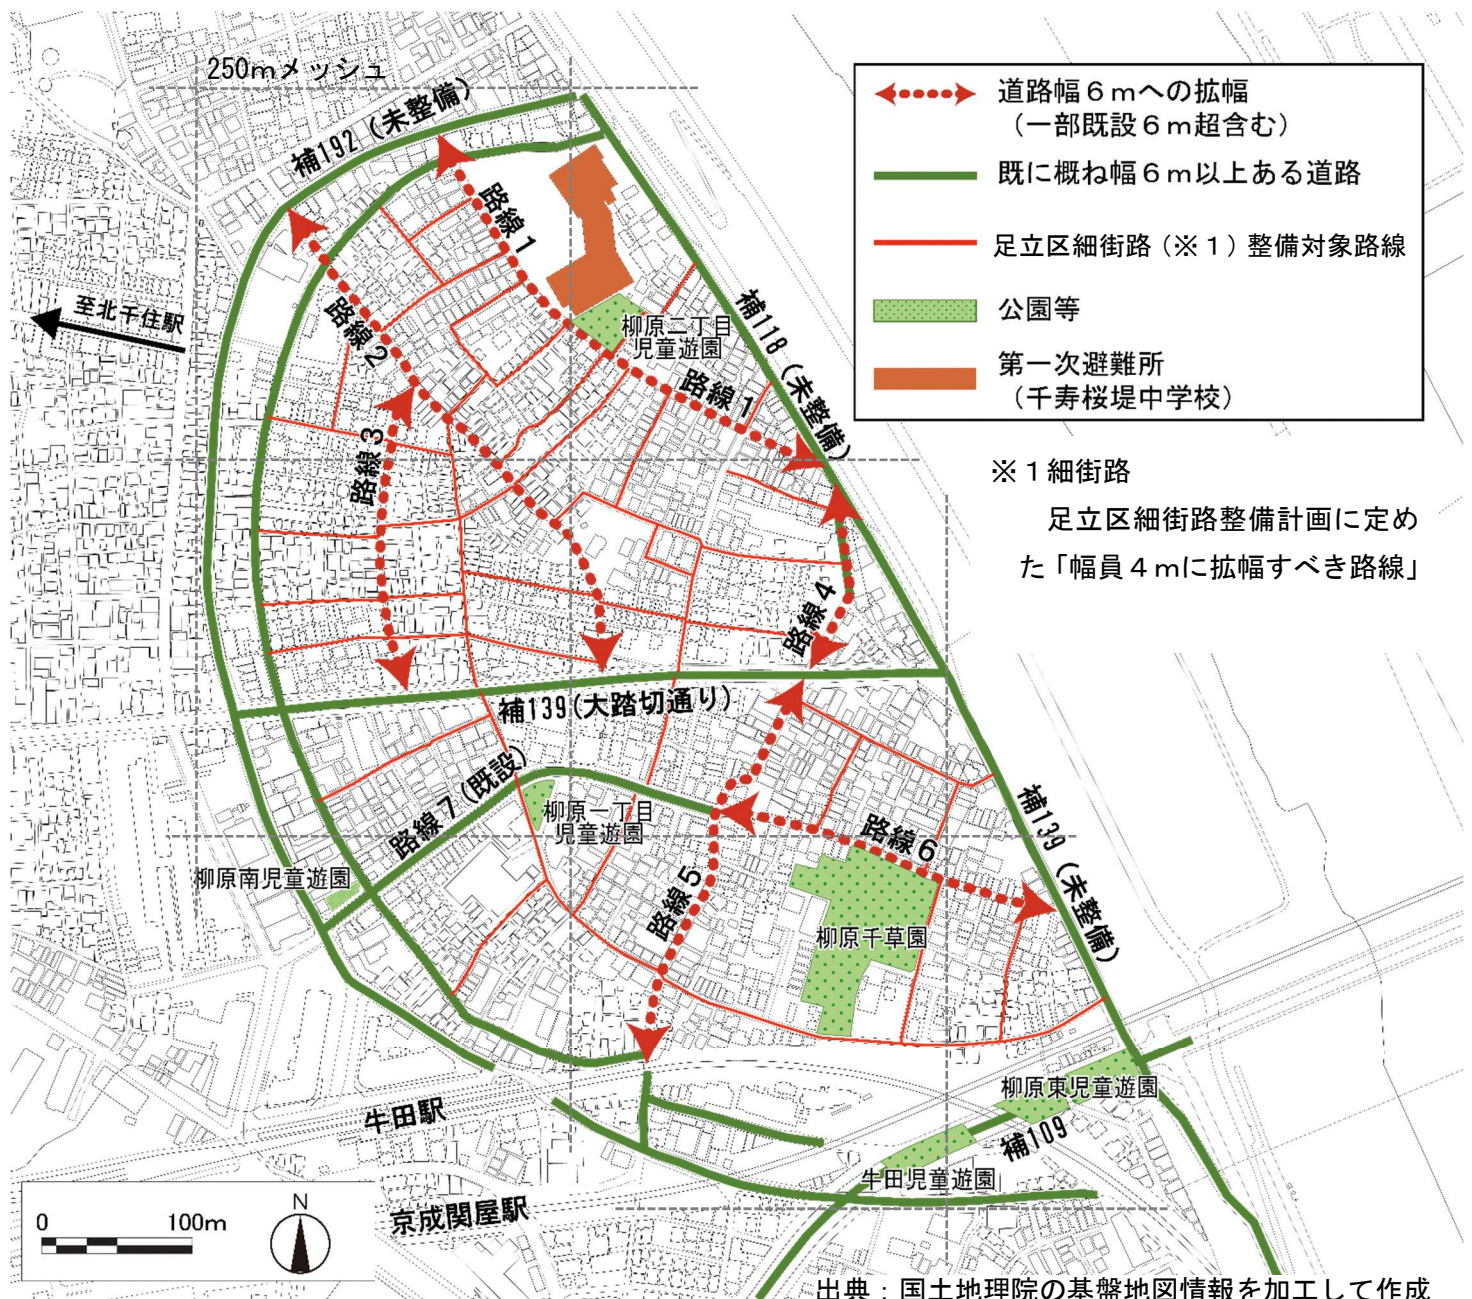 250mメッシュ
補192(未整備)
路線1
路線2
至北千住駅
路線3
柳原二丁目
児童遊園
路線1
補118(未整備)
路線4
補139(大踏切通り)
路線7(既設)
柳原一丁目
児童遊園
柳原南児童遊園
路線5
路線6
柳原千草園
補139(未整備)
柳原東児童遊園
補109
牛田児童遊園
牛田駅
京成関屋駅
0 100m
N
道路幅6mへの拡幅
(一部既設6m超含む)
既に概ね幅6m以上ある道路
足立区細街路(※1)整備対象路線
公園等
第一次避難所
(千寿桜堤中学校)
※1細街路
足立区細街路整備計画に定め
た「幅員4mに拡幅すべき路線」
出典:国土地理院の基盤地図情報を加工して作成